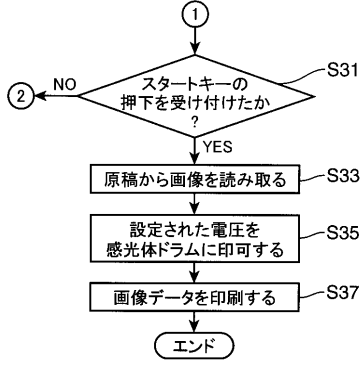 1
スタートキーの
押下を受け付けたか
?
S31
NO
2
YES
原稿から画像を読み取る
S33
設定された電圧を
感光体ドラムに印可する
S35
画像データを印刷する
S37
エンド